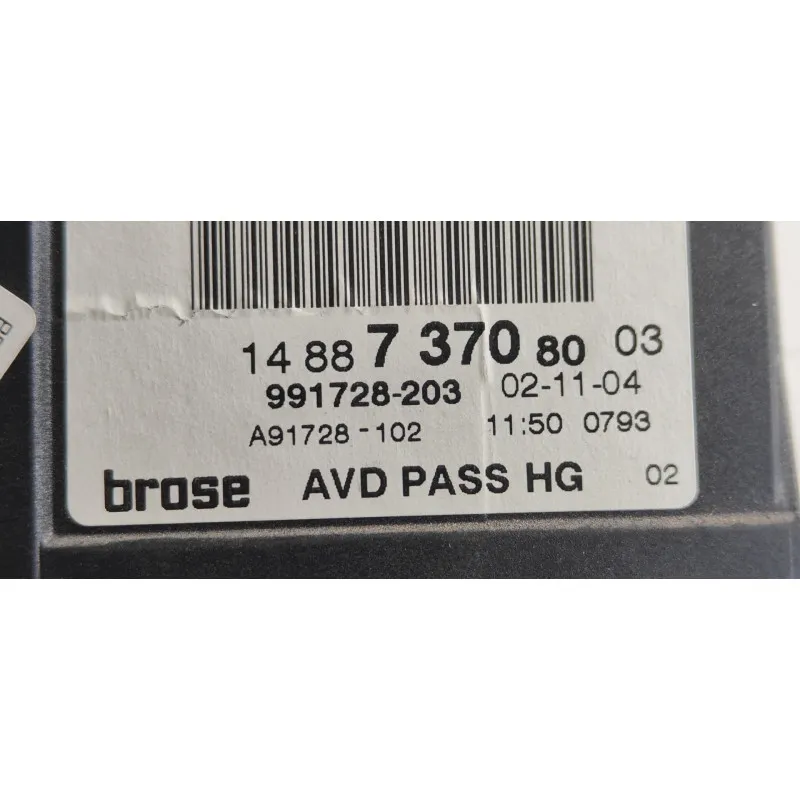 14 88 7 370 80 03
991728-203 02-11-04
A91728-102 11:50 0793
brose AVD PASS HG 02